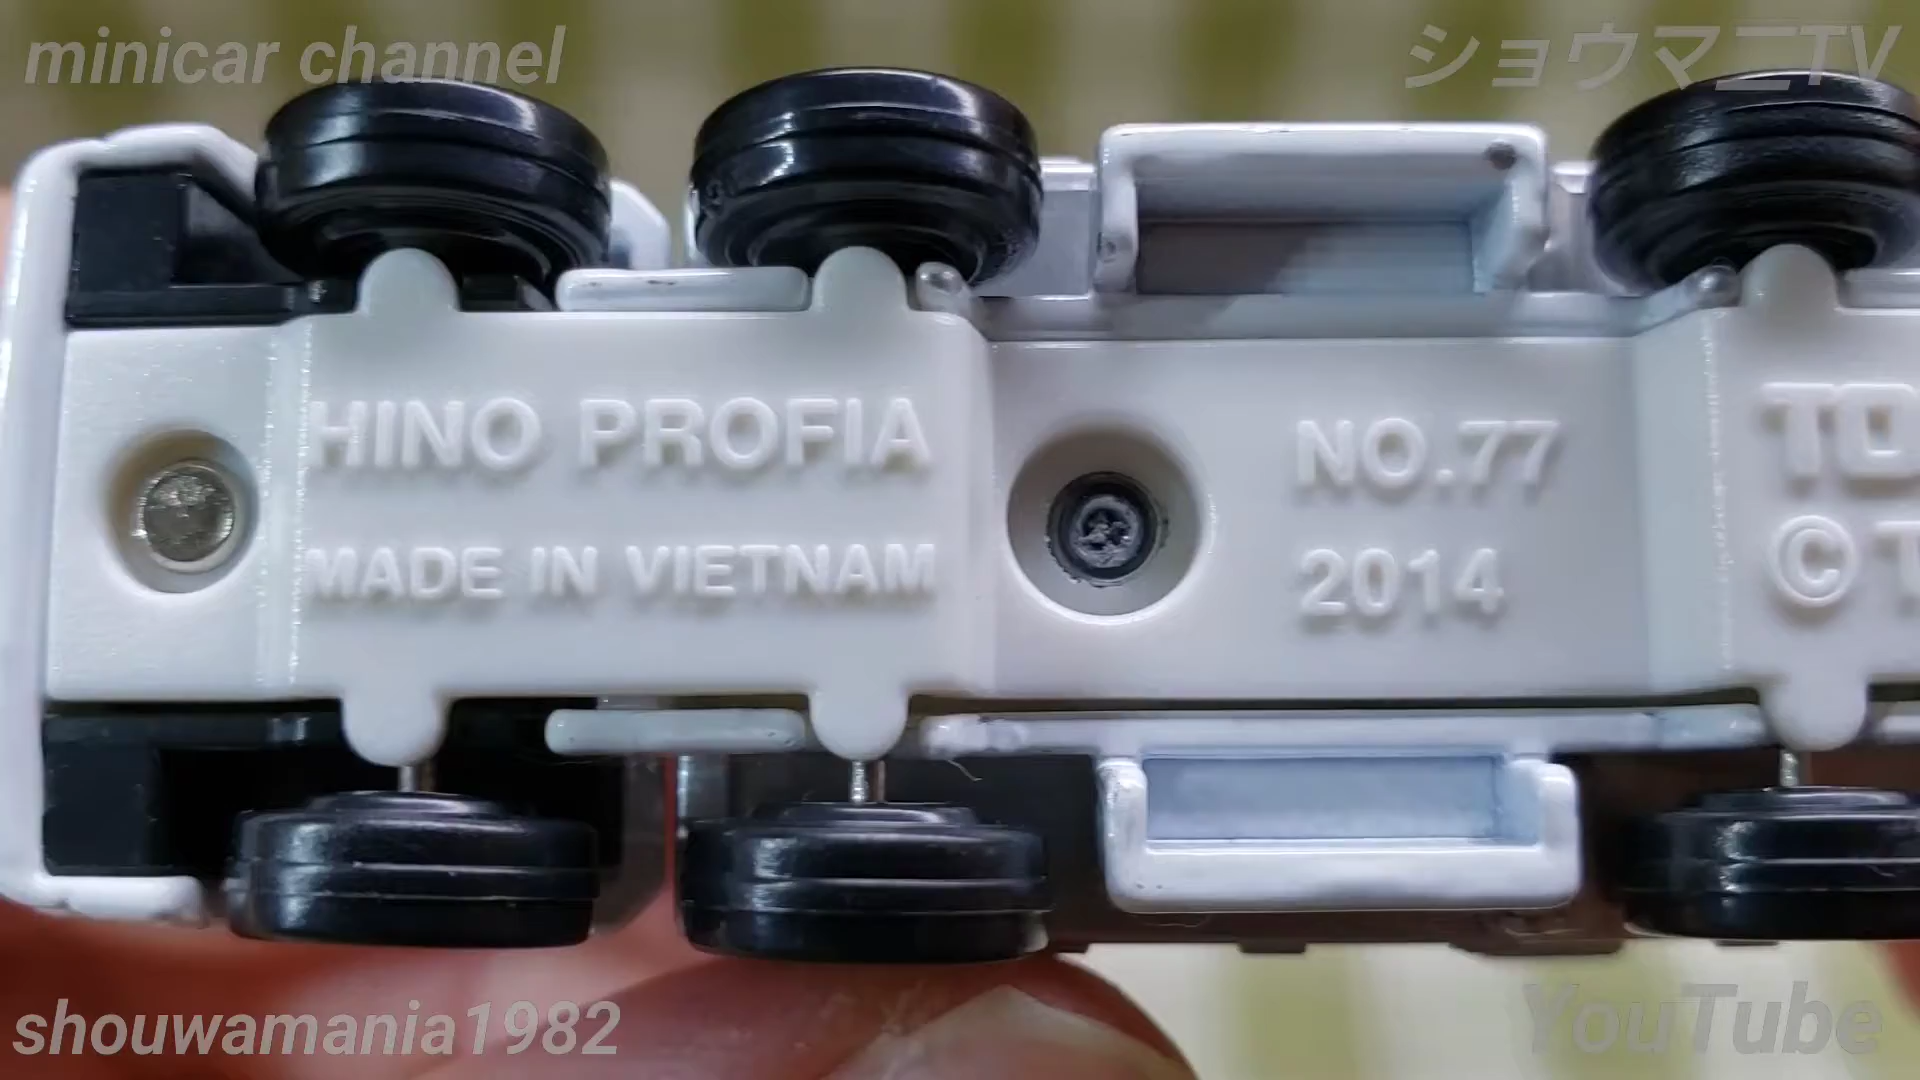 minicar channel
ショウマニTV
HINO PROFIA
MADE IN VIETNAM
NO.77
2014
TO
© T
shouwamania1982
YouTube